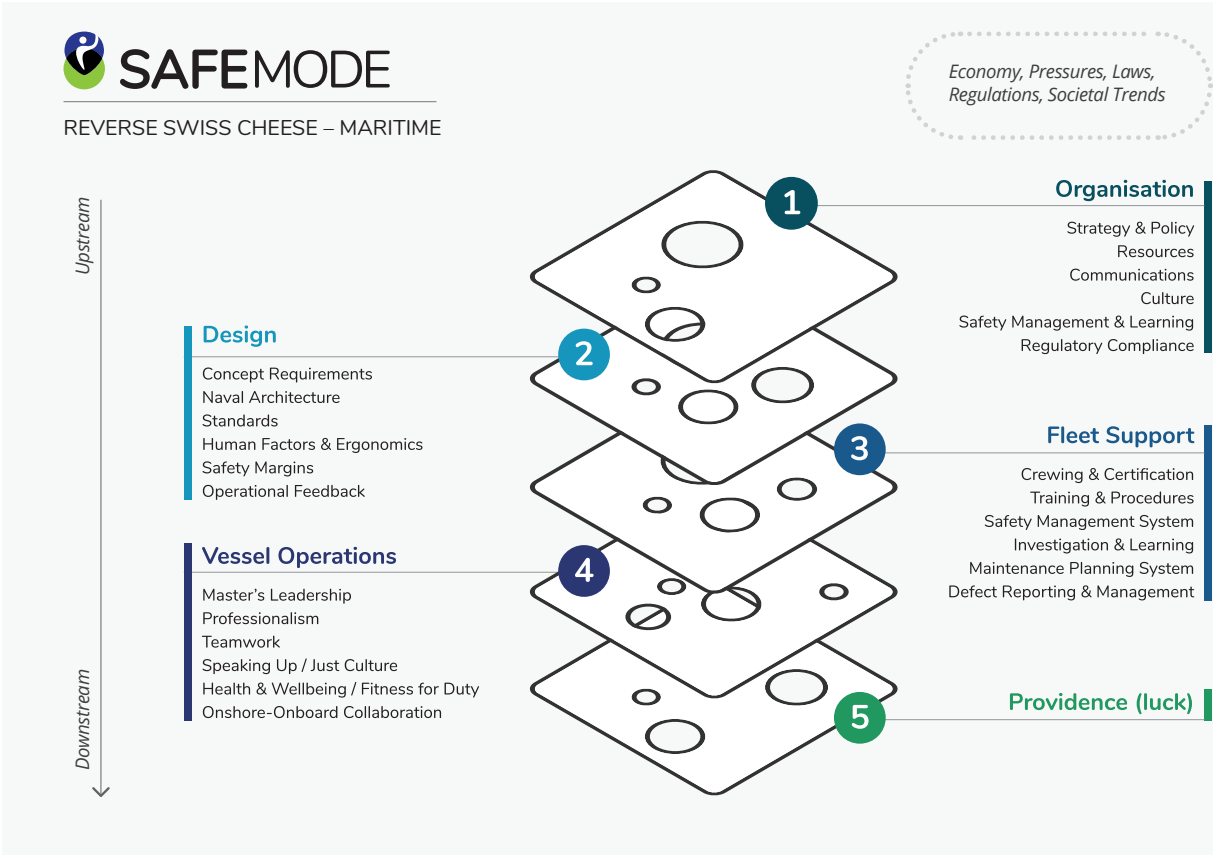 SAFEMODE
REVERSE SWISS CHEESE – MARITIME
Economy, Pressures, Laws,
Regulations, Societal Trends
Upstream
1
Organisation
Strategy & Policy
Resources
Communications
Culture
Safety Management & Learning
Regulatory Compliance
2
Design
Concept Requirements
Naval Architecture
Standards
Human Factors & Ergonomics
Safety Margins
Operational Feedback
3
Fleet Support
Crewing & Certification
Training & Procedures
Safety Management System
Investigation & Learning
Maintenance Planning System
Defect Reporting & Management
4
Vessel Operations
Master’s Leadership
Professionalism
Teamwork
Speaking Up / Just Culture
Health & Wellbeing / Fitness for Duty
Onshore-Onboard Collaboration
5
Providence (luck)
Downstream